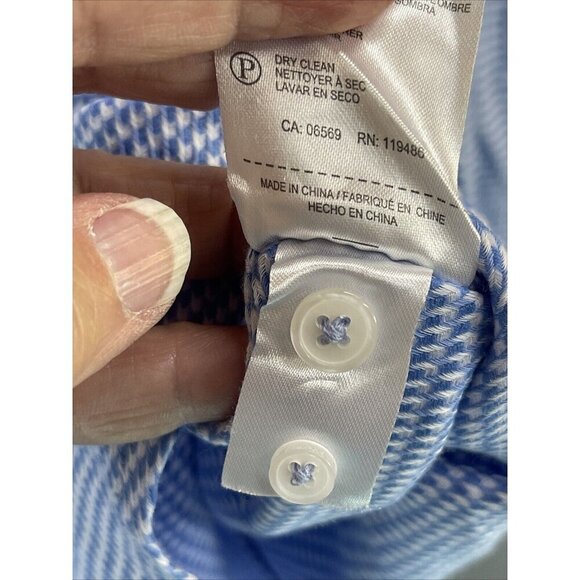 SOMBRA
P
DRY CLEAN
NETTOYER À SEC
LAVAR EN SECO
CA: 06569 RN: 119486
MADE IN CHINA / FABRIQUÉ EN CHINE
HECHO EN CHINA